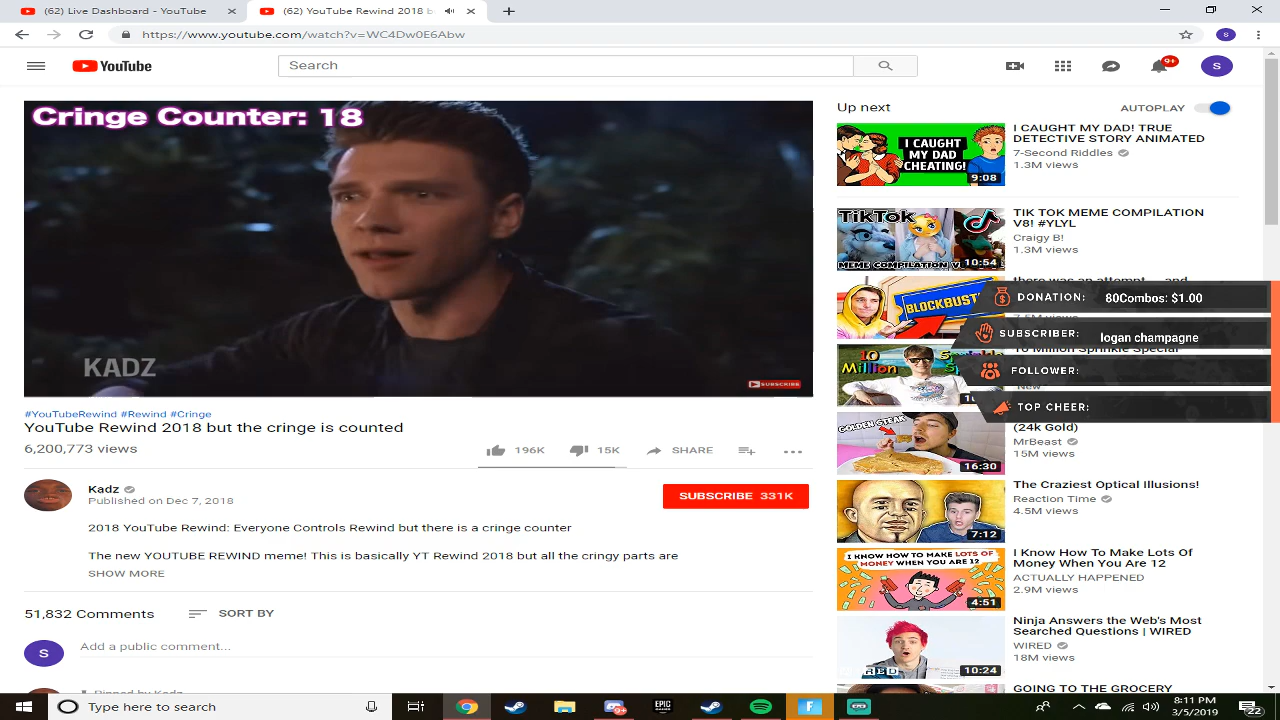 (62) Live Dashboard - YouTube
(62) YouTube Rewind 2018 b
https://www.youtube.com/watch?v=WC4Dw0E6Abw
YouTube
Search
9+
S
Cringe Counter: 18
KADZ
SUBSCRIBE
#YouTubeRewind #Rewind #Cringe
YouTube Rewind 2018 but the cringe is counted
6,200,773 views
196K
15K
SHARE
Kadz
Published on Dec 7, 2018
SUBSCRIBE 331K
2018 YouTube Rewind: Everyone Controls Rewind but there is a cringe counter
The new YOUTUBE REWIND meme! This is basically YT Rewind 2018 but all the cringy parts are
SHOW MORE
51,832 Comments
SORT BY
S
Add a public comment...
Pinned by Kadz
Up next
AUTOPLAY
I CAUGHT
MY DAD
CHEATING!
9:08
I CAUGHT MY DAD! TRUE
DETECTIVE STORY ANIMATED
7-Second Riddles
1.3M views
TIKTOK
MEME COMPILATION V
10:54
TIK TOK MEME COMPILATION
V8! #YLYL
Craigy B!
1.3M views
BLOCKBUST
there was an attempt
DONATION: 80Combos: $1.00
SUBSCRIBER: logan champagne
10 Million Sprinkle Special
10
Million
FOLLOWER:
New
TOP CHEER:
GOLDEN STEAK
16:30
(24k Gold)
MrBeast
15M views
7:12
The Craziest Optical Illusions!
Reaction Time
4.5M views
I KNOW HOW TO MAKE LOTS OF
MONEY WHEN YOU ARE 12
4:51
I Know How To Make Lots Of
Money When You Are 12
ACTUALLY HAPPENED
2.9M views
WIRED
10:24
Ninja Answers the Web's Most
Searched Questions | WIRED
WIRED
18M views
GOING TO THE GROCERY
Type here to search
EPIC
GAMES
8:11 PM
3/5/2019
22